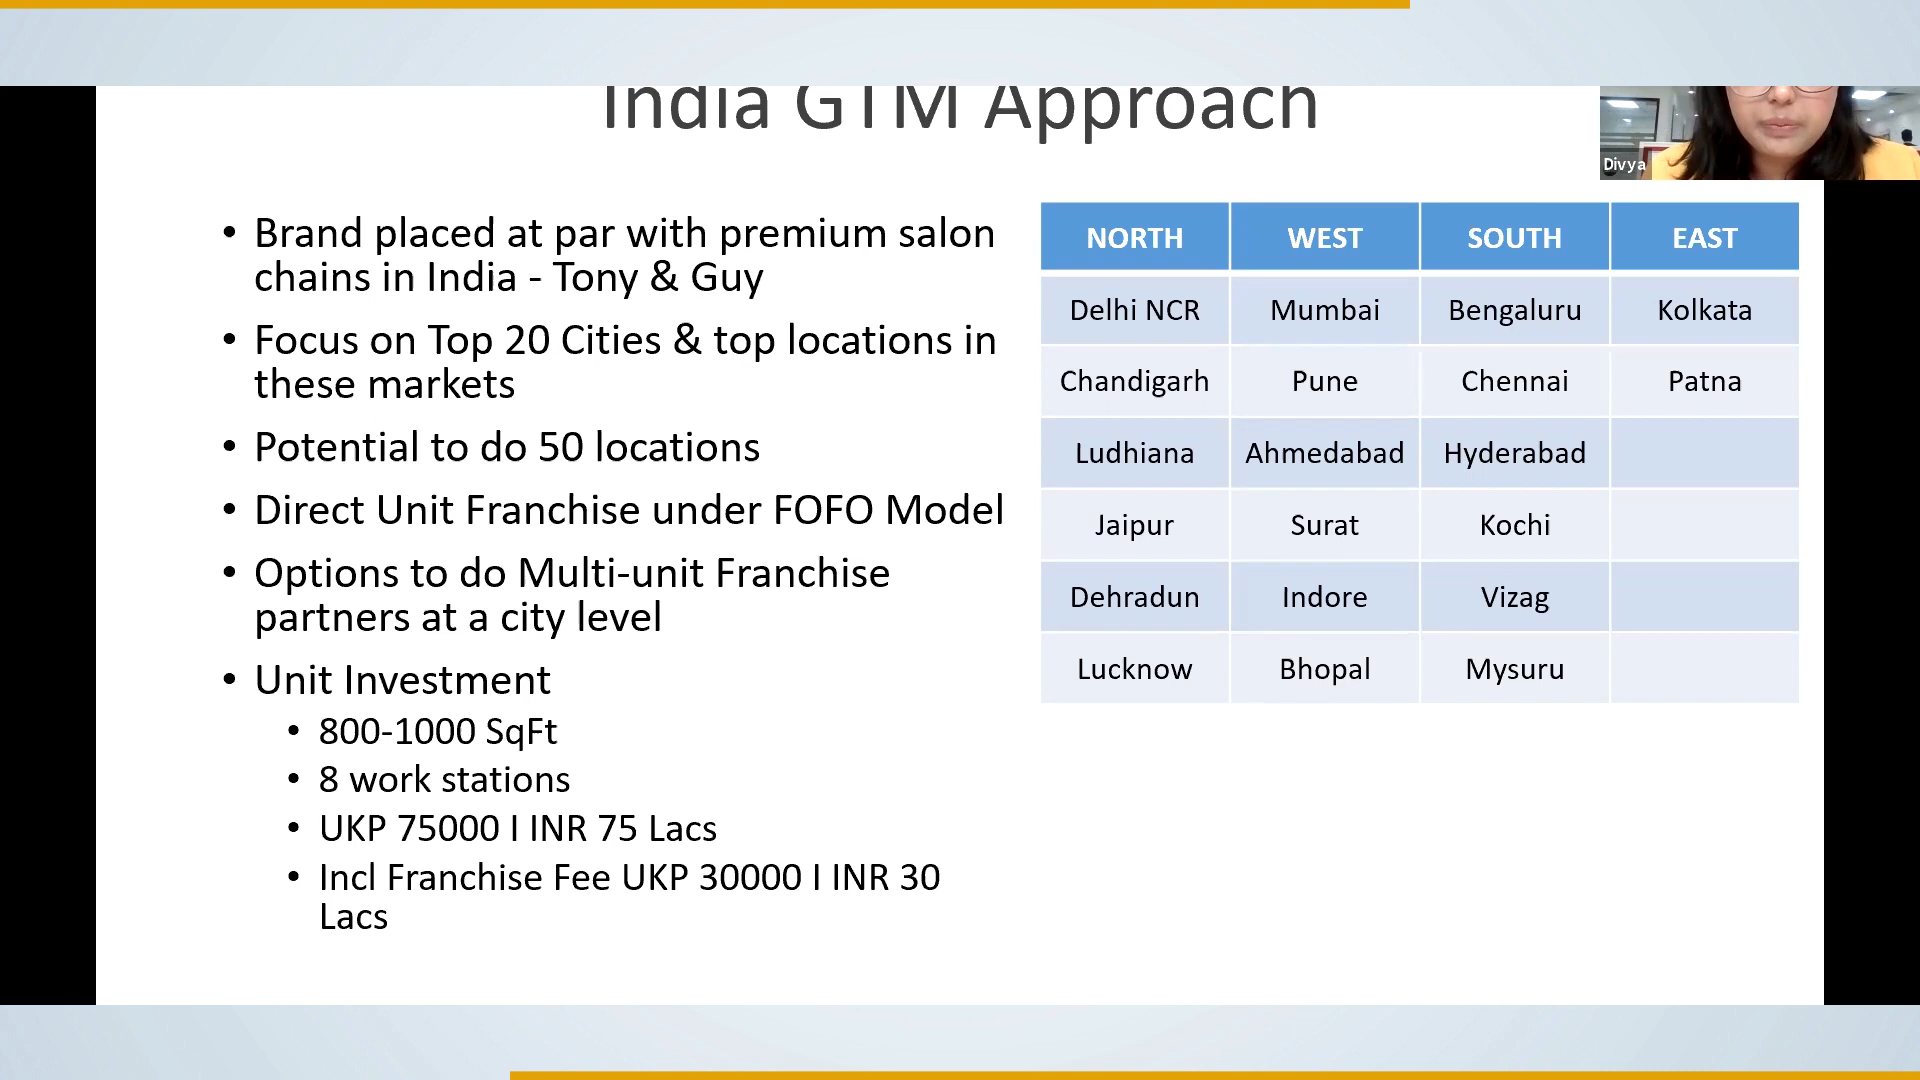 India GTM Approach
Divya
• Brand placed at par with premium salon
chains in India - Tony & Guy
• Focus on Top 20 Cities & top locations in
these markets
• Potential to do 50 locations
• Direct Unit Franchise under FOFO Model
• Options to do Multi-unit Franchise
partners at a city level
• Unit Investment
• 800-1000 SqFt
• 8 work stations
• UKP 75000 I INR 75 Lacs
• Incl Franchise Fee UKP 30000 I INR 30
Lacs
NORTH WEST SOUTH EAST
Delhi NCR Mumbai Bengaluru Kolkata
Chandigarh Pune Chennai Patna
Ludhiana Ahmedabad Hyderabad
Jaipur Surat Kochi
Dehradun Indore Vizag
Lucknow Bhopal Mysuru